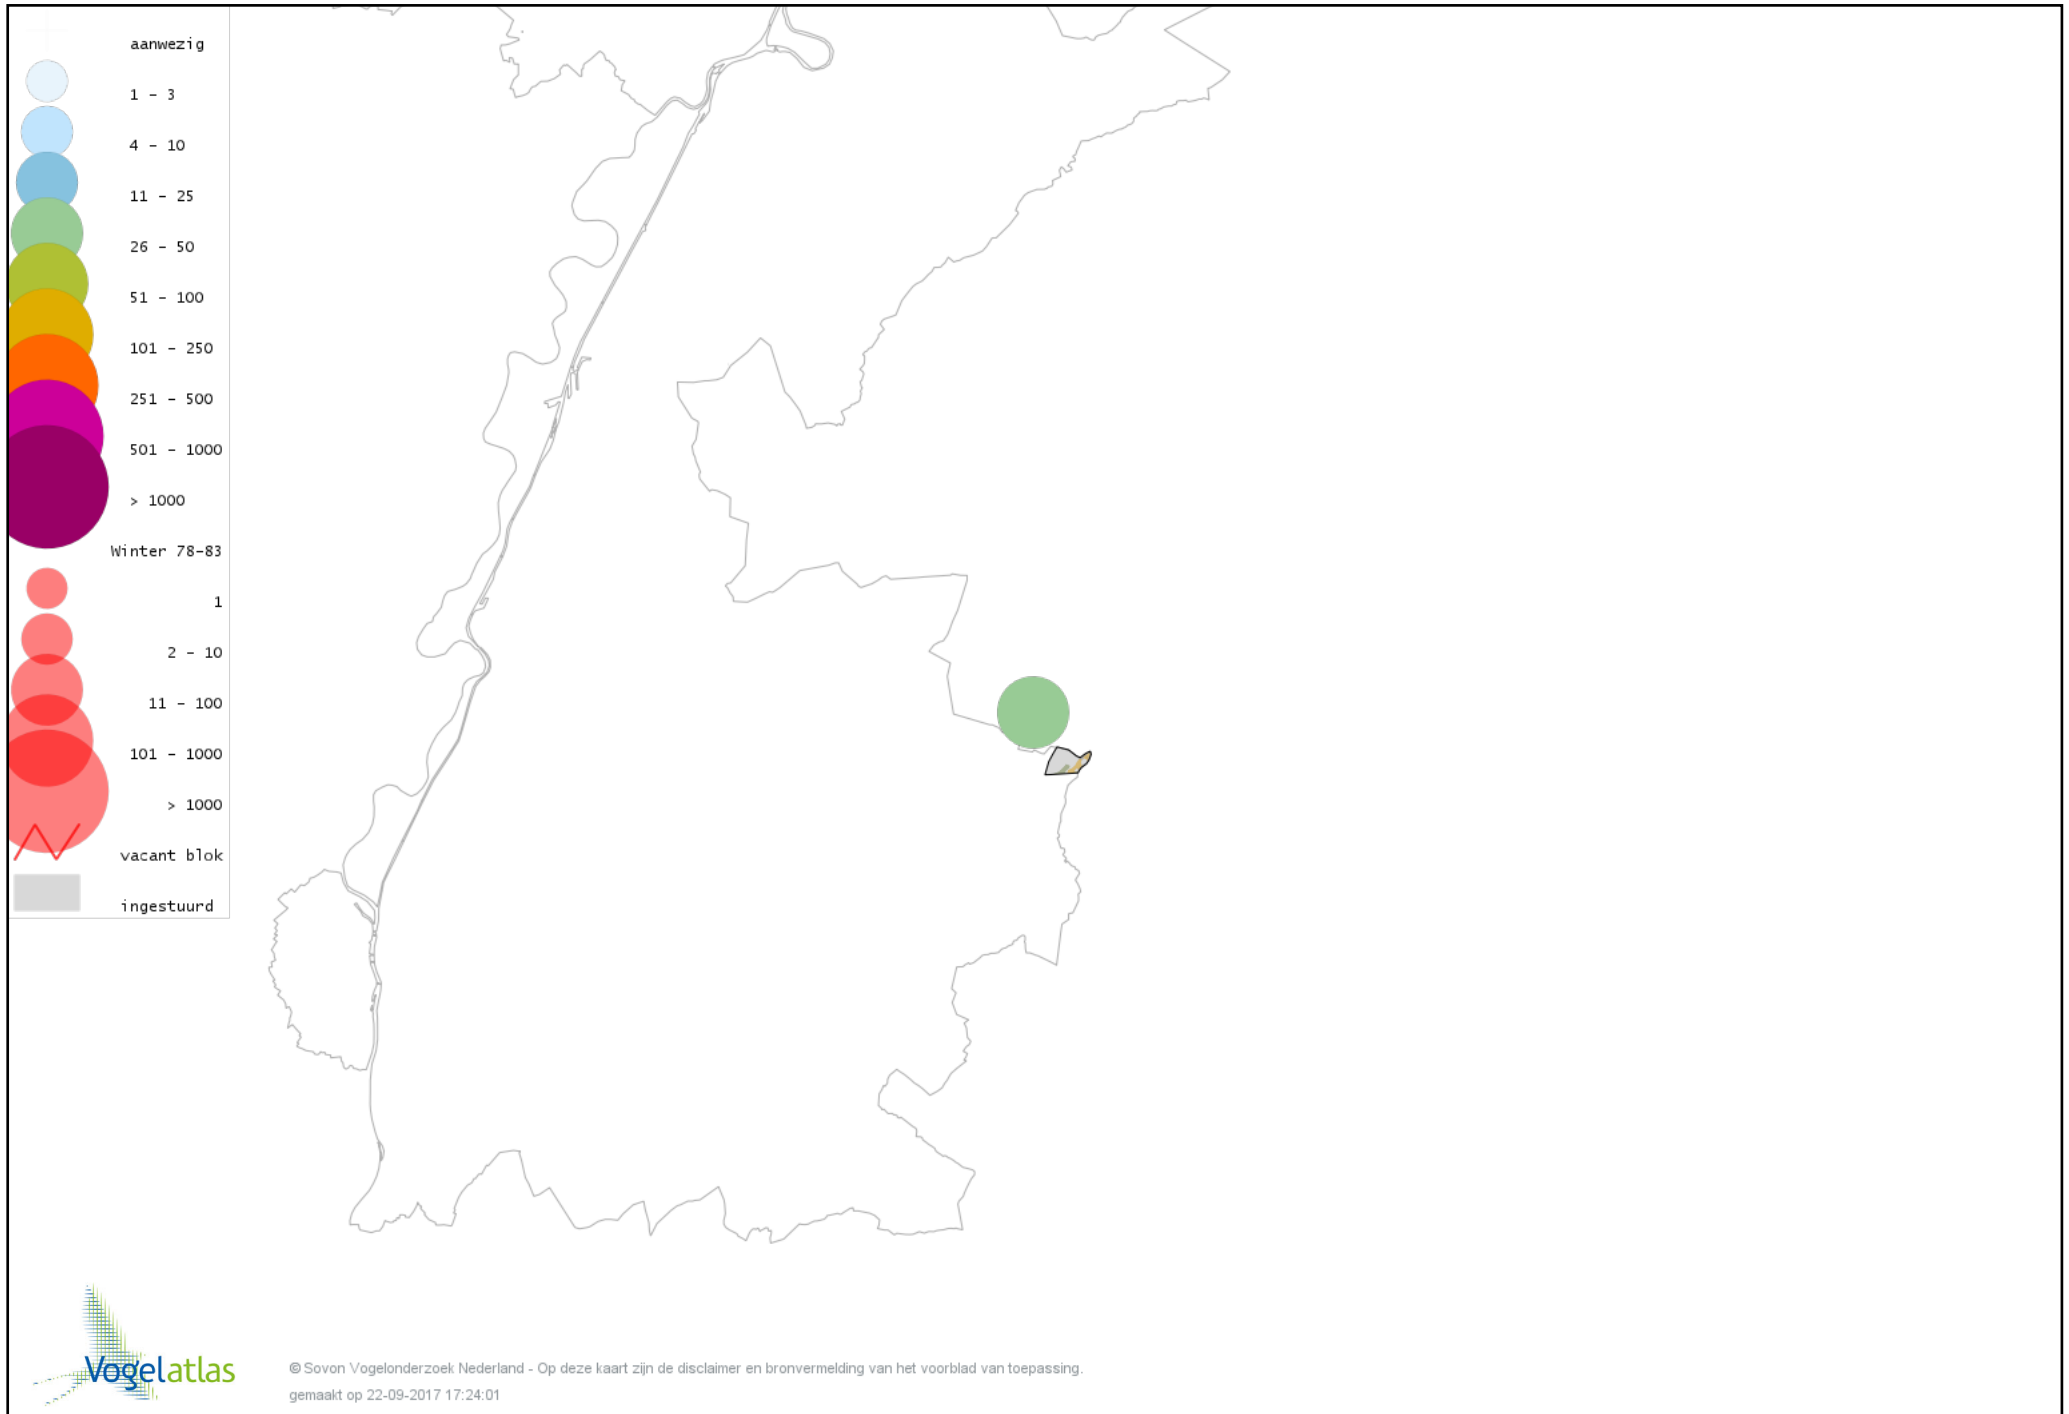 aanwezig
1 - 3
4 - 10
11 - 25
26 - 50
51 - 100
101 - 250
251 - 500
501 - 1000
> 1000
Winter 78-83
1
2 - 10
11 - 100
101 - 1000
> 1000
vacant blok
ingestuurd
Vogelatlas
© Sovon Vogelonderzoek Nederland - Op deze kaart zijn de disclaimer en bronvermelding van het voorblad van toepassing.
gemaakt op 22-09-2017 17:24:01